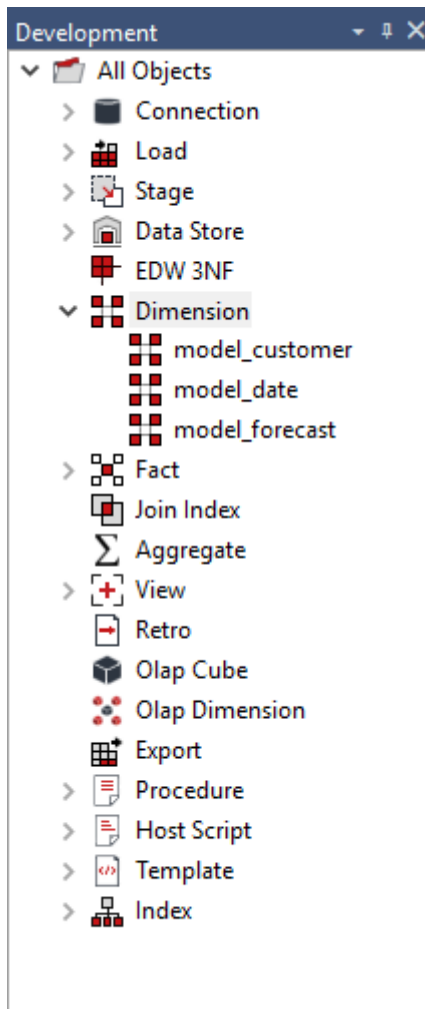 Development
All Objects
Connection
Load
Stage
Data Store
EDW 3NF
Dimension
model_customer
model_date
model_forecast
Fact
Join Index
Aggregate
View
Retro
Olap Cube
Olap Dimension
Export
Procedure
Host Script
Template
Index